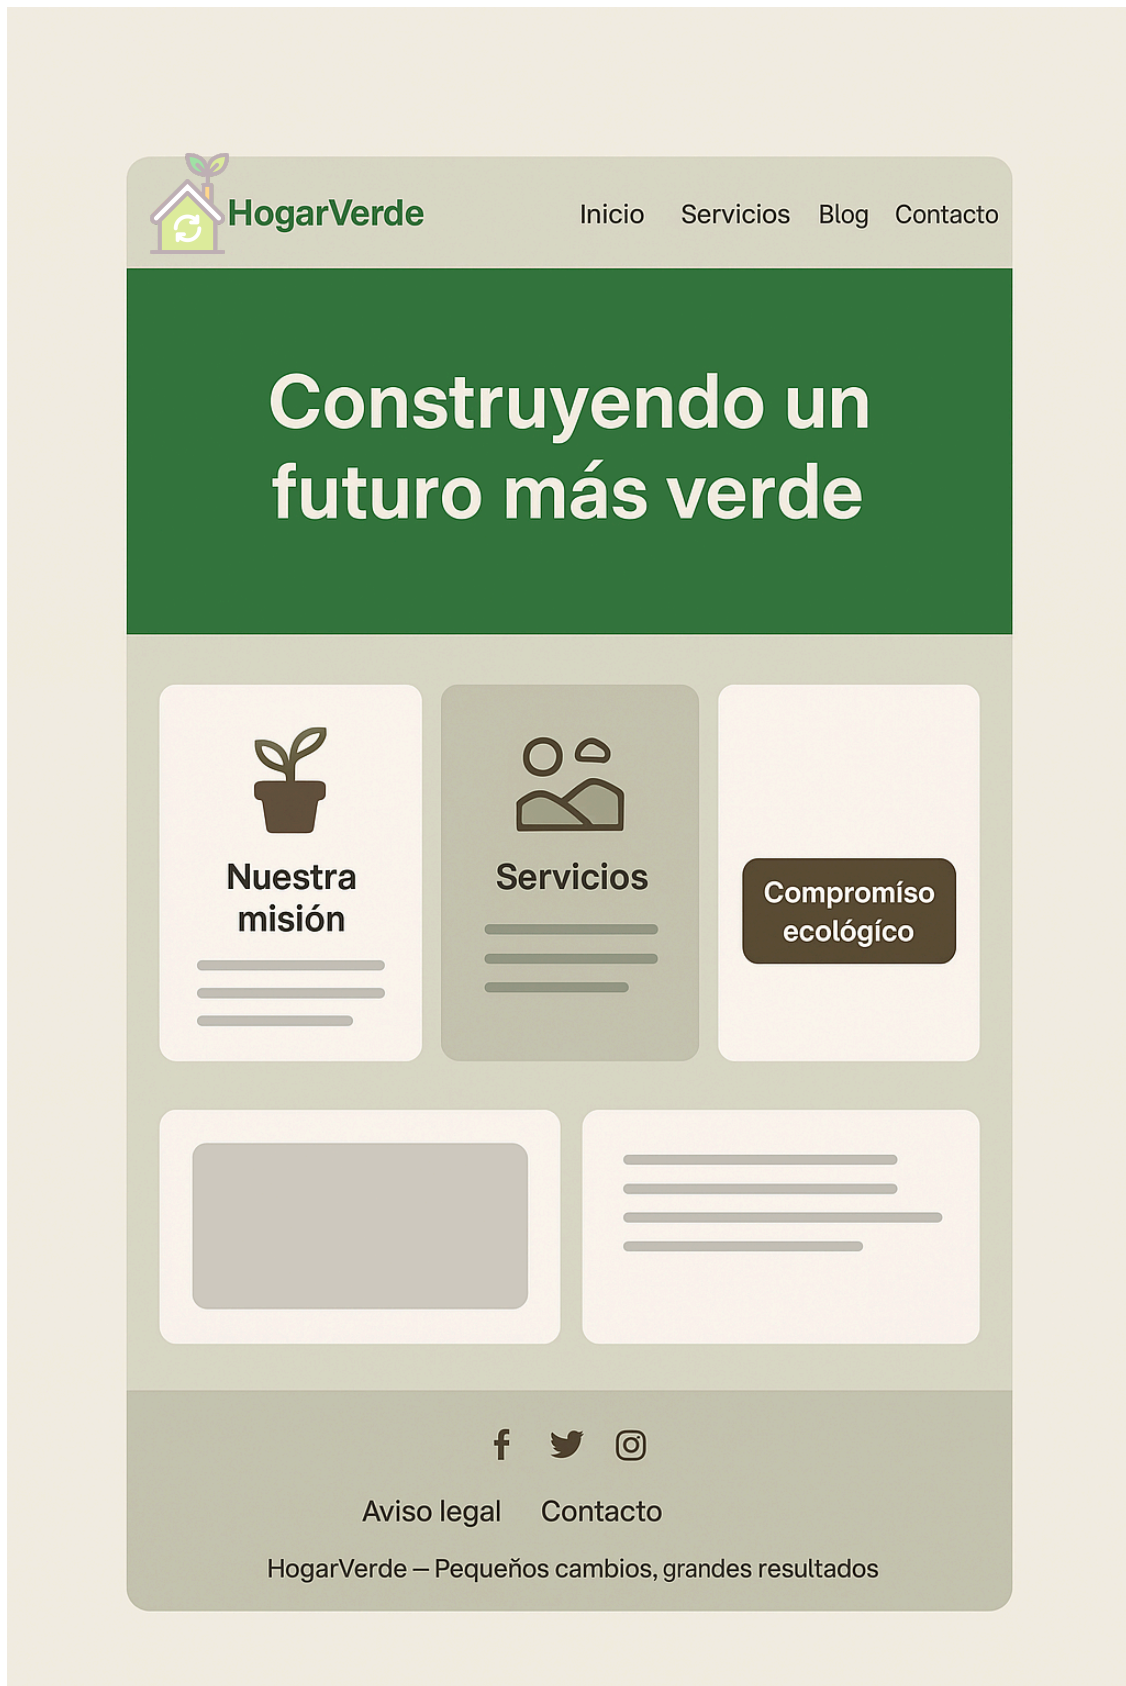 HogarVerde
Inicio Servicios Blog Contacto
Construyendo un
futuro más verde
Nuestra
misión
Servicios
Compromíso
ecológíco
Aviso legal Contacto
HogarVerde — Pequeňos cambios, grandes resultados